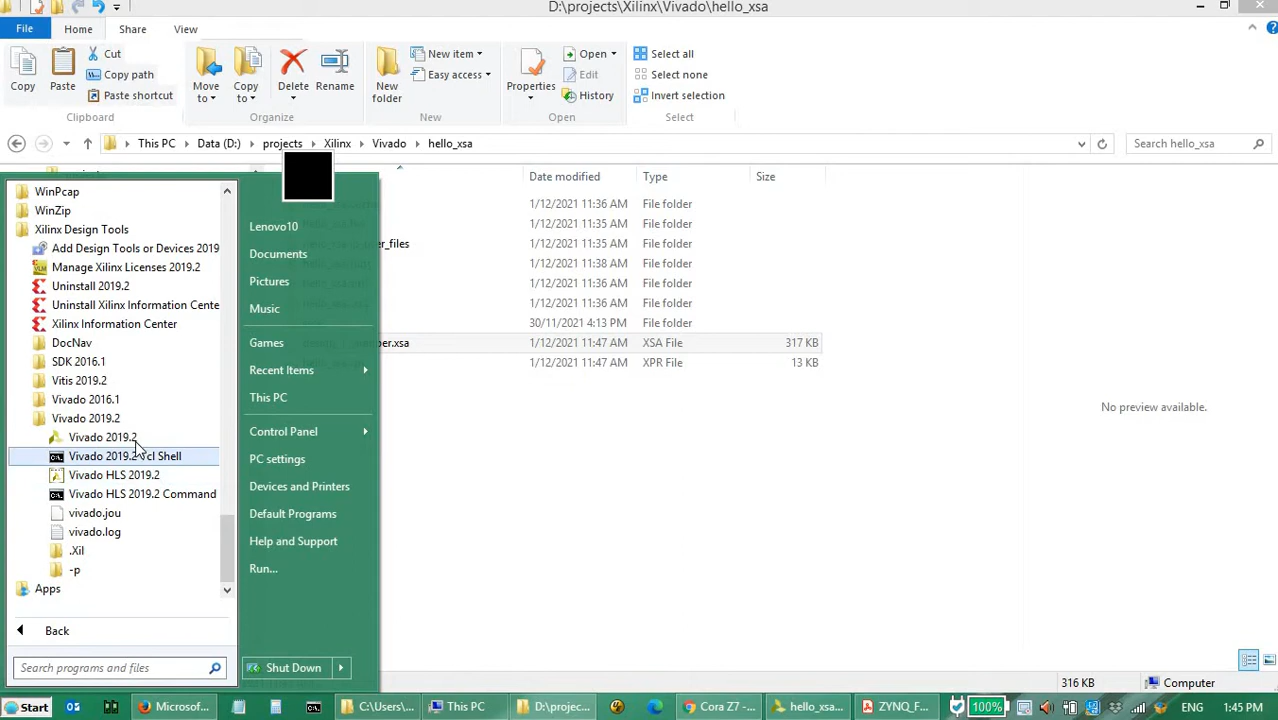 D:\projects\Xilinx\Vivado\hello_xsa
File
Home
Share
View
Copy
Paste
Cut
Copy path
Paste shortcut
Clipboard
Move to
Copy to
Delete
Rename
Organize
New folder
New item
Easy access
New
Properties
Open
Edit
History
Open
Select all
Select none
Invert selection
Select
This PC
Data (D:)
projects
Xilinx
Vivado
hello_xsa
Search hello_xsa
Date modified
Type
Size
1/12/2021 11:36 AM File folder
1/12/2021 11:35 AM File folder
er_files 1/12/2021 11:35 AM File folder
1/12/2021 11:38 AM File folder
1/12/2021 11:36 AM File folder
1/12/2021 11:36 AM File folder
30/11/2021 4:13 PM File folder
per.xsa 1/12/2021 11:47 AM XSA File 317 KB
1/12/2021 11:47 AM XPR File 13 KB
No preview available.
WinPcap
WinZip
Xilinx Design Tools
Add Design Tools or Devices 2019
Manage Xilinx Licenses 2019.2
Uninstall 2019.2
Uninstall Xilinx Information Cente
Xilinx Information Center
DocNav
SDK 2016.1
Vitis 2019.2
Vivado 2016.1
Vivado 2019.2
Vivado 2019.2
Vivado 2019.2 Tcl Shell
Vivado HLS 2019.2
Vivado HLS 2019.2 Command
vivado.jou
vivado.log
.Xil
-p
Apps
Back
Search programs and files
Lenovo10
Documents
Pictures
Music
Games
Recent Items
This PC
Control Panel
PC settings
Devices and Printers
Default Programs
Help and Support
Run...
Shut Down
316 KB
Computer
Start
Microsof...
C:\Users\...
This PC
D:\projec...
Cora Z7 -...
hello_xsa...
ZYNQ_F...
100%
1:45 PM